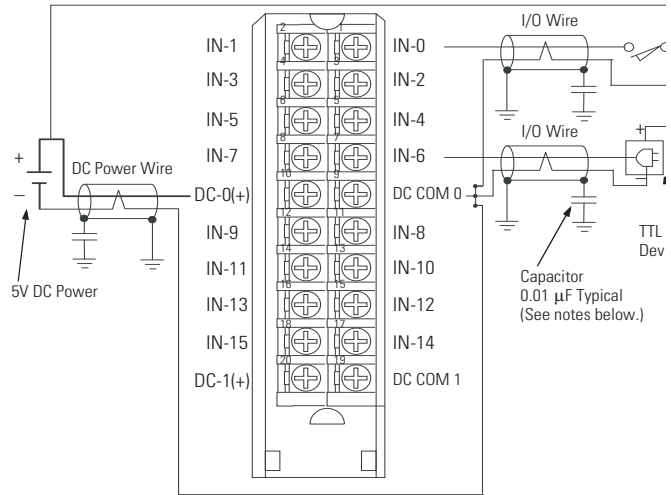 I/O Wire
2 1
IN-1 IN-0
4 3
IN-3 IN-2
6 5
IN-5 IN-4
I/O Wire
8 7
IN-7 IN-6
+
+ DC Power Wire
10 9
DC-0(+) DC COM 0
–
–
12 11
IN-9 IN-8
TTL
Dev
14 13
IN-11 IN-10
5V DC Power
Capacitor
0.01 µF Typical
(See notes below.)
16 15
IN-13 IN-12
18 17
IN-15 IN-14
20 19
DC-1(+) DC COM 1